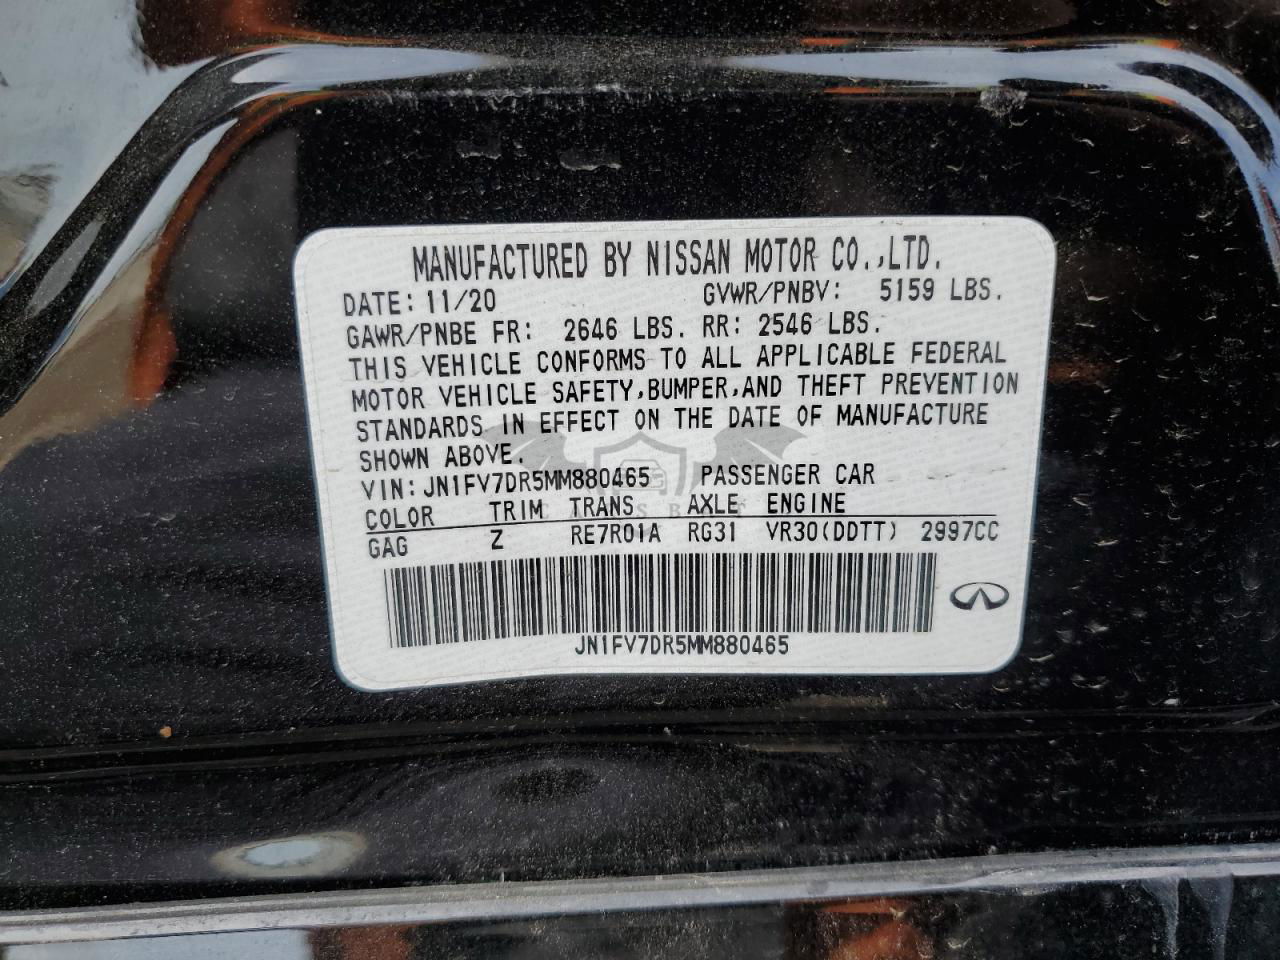 MANUFACTURED BY NISSAN MOTOR CO.,LTD.
DATE: 11/20 GVWR/PNBV: 5159 LBS.
GAWR/PNBE FR: 2646 LBS. RR: 2546 LBS.
THIS VEHICLE CONFORMS TO ALL APPLICABLE FEDERAL
MOTOR VEHICLE SAFETY,BUMPER,AND THEFT PREVENTION
STANDARDS IN EFFECT ON THE DATE OF MANUFACTURE
SHOWN ABOVE.
VIN: JN1FV7DR5MM880465 PASSENGER CAR
COLOR TRIM TRANS AXLE ENGINE
GAG Z RE7R01A RG31 VR30(DDTT) 2997CC
JN1FV7DR5MM880465